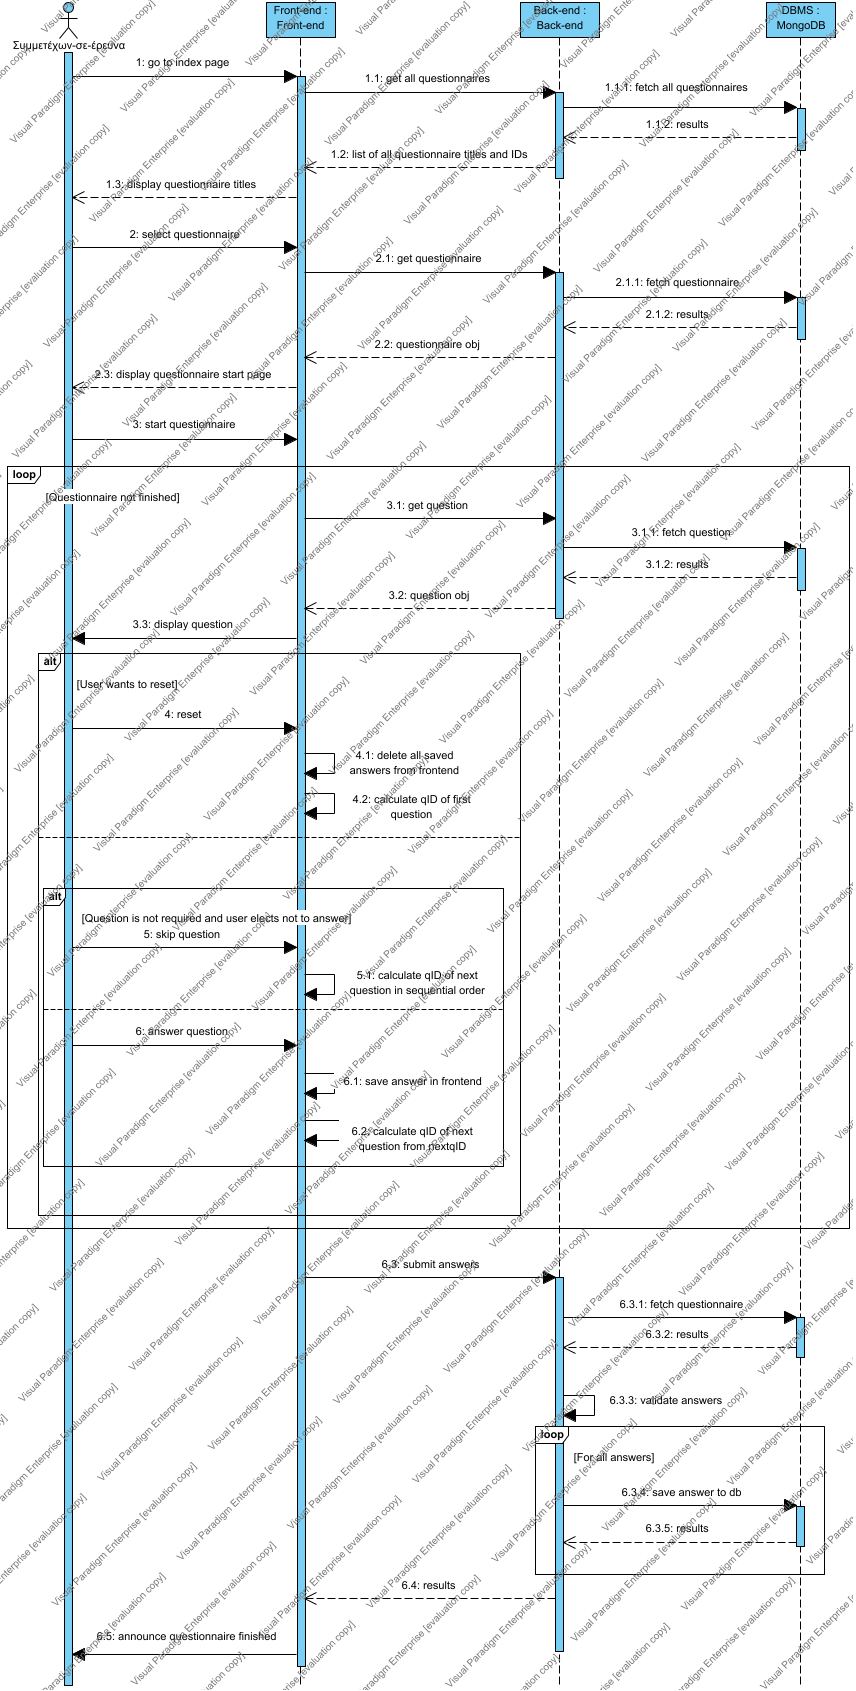 Front-end :
Front-end
Back-end :
Back-end
DBMS :
MongoDB
Συμμετέχων-σε-έρευνα
1: go to index page
1.1: get all questionnaires
1.1.1: fetch all questionnaires
1.1.2: results
1.2: list of all questionnaire titles and IDs
1.3: display questionnaire titles
2: select questionnaire
2.1: get questionnaire
2.1.1: fetch questionnaire
2.1.2: results
2.2: questionnaire obj
2.3: display questionnaire start page
3: start questionnaire
loop
[Questionnaire not finished]
3.1: get question
3.1.1: fetch question
3.1.2: results
3.2: question obj
3.3: display question
alt
[User wants to reset]
4: reset
4.1: delete all saved
answers from frontend
4.2: calculate qID of first
question
alt
[Question is not required and user elects not to answer]
5: skip question
5.1: calculate qID of next
question in sequential order
6: answer question
6.1: save answer in frontend
6.2: calculate qID of next
question from nextqID
6.3: submit answers
6.3.1: fetch questionnaire
6.3.2: results
6.3.3: validate answers
loop
[For all answers]
6.3.4: save answer to db
6.3.5: results
6.4: results
6.5: announce questionnaire finished
Visual Paradigm Enterprise [evaluation copy]